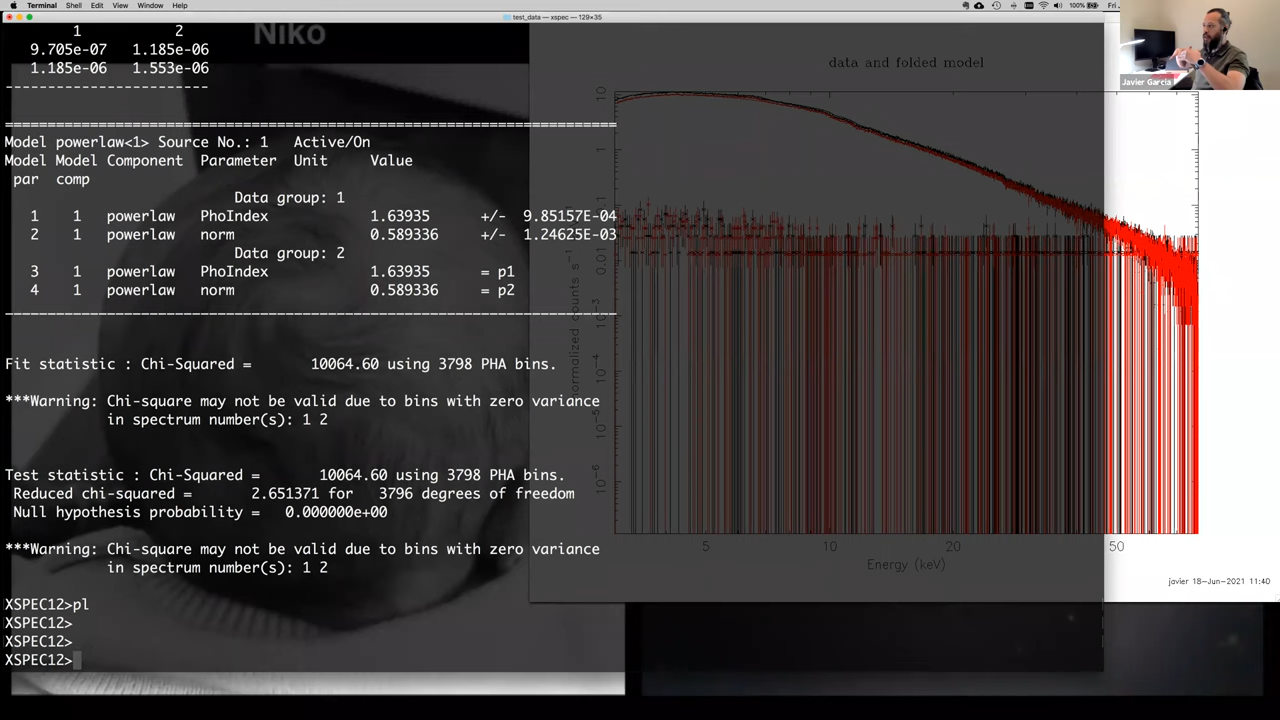 Terminal Shell Edit View Window Help
100% Fri
test_data — xspec — 129×35
Niko
Javier Garcia
1 2
9.705e-07 1.185e-06
1.185e-06 1.553e-06
------------------------
========================================================================
Model powerlaw<1> Source No.: 1 Active/On
Model Model Component Parameter Unit Value
par comp
Data group: 1
1 1 powerlaw PhoIndex 1.63935 +/- 9.85157E-04
2 1 powerlaw norm 0.589336 +/- 1.24625E-03
Data group: 2
3 1 powerlaw PhoIndex 1.63935 = p1
4 1 powerlaw norm 0.589336 = p2
________________________________________________________________________
Fit statistic : Chi-Squared = 10064.60 using 3798 PHA bins.
***Warning: Chi-square may not be valid due to bins with zero variance
in spectrum number(s): 1 2
Test statistic : Chi-Squared = 10064.60 using 3798 PHA bins.
Reduced chi-squared = 2.651371 for 3796 degrees of freedom
Null hypothesis probability = 0.000000e+00
***Warning: Chi-square may not be valid due to bins with zero variance
in spectrum number(s): 1 2
XSPEC12>pl
XSPEC12>
XSPEC12>
XSPEC12>
data and folded model
normalized counts s⁻¹
10
1
0.1
0.01
10⁻³
10⁻⁴
10⁻⁵
10⁻⁶
5 10 20 50
Energy (keV)
javier 18-Jun-2021 11:40